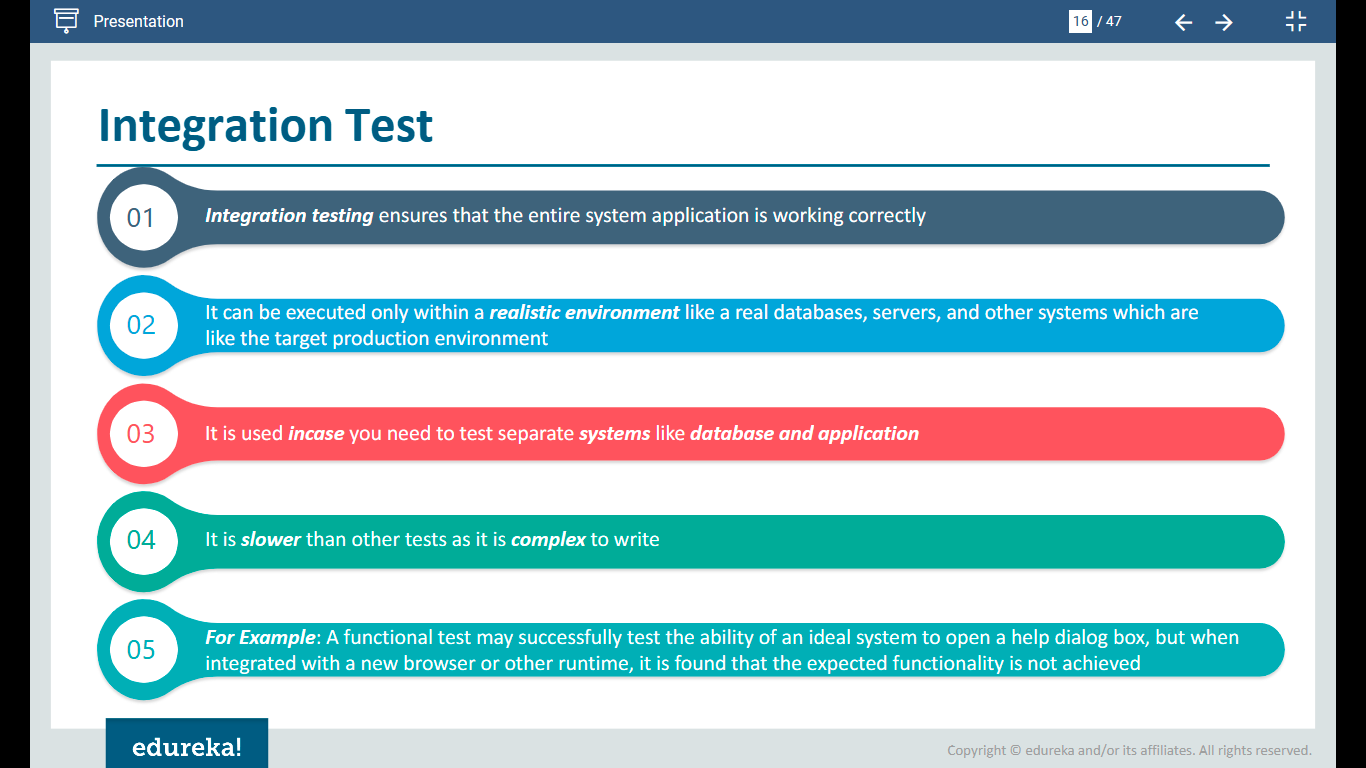 Presentation
16 / 47
Integration Test
01
Integration testing ensures that the entire system application is working correctly
02
It can be executed only within a realistic environment like a real databases, servers, and other systems which are
like the target production environment
03
It is used incase you need to test separate systems like database and application
04
It is slower than other tests as it is complex to write
05
For Example: A functional test may successfully test the ability of an ideal system to open a help dialog box, but when
integrated with a new browser or other runtime, it is found that the expected functionality is not achieved
edureka!
Copyright © edureka and/or its affiliates. All rights reserved.